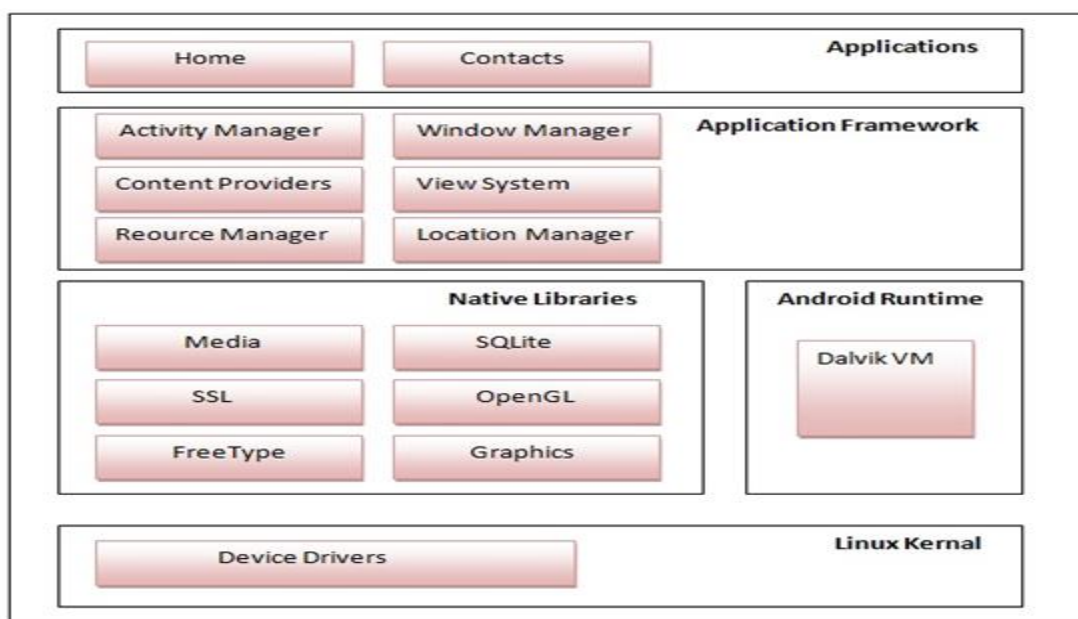 Applications
Home
Contacts
Application Framework
Activity Manager
Window Manager
Content Providers
View System
Reource Manager
Location Manager
Native Libraries
Media
SQLite
SSL
OpenGL
FreeType
Graphics
Android Runtime
Dalvik VM
Linux Kernal
Device Drivers